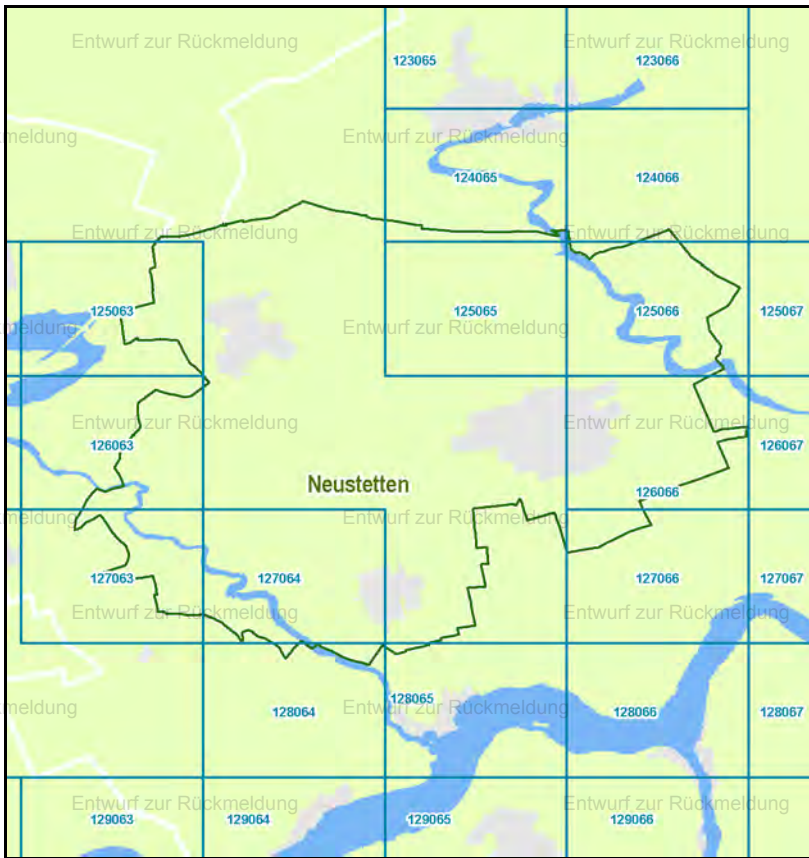 Entwurf zur Rückmeldung Entwurf zur Rückmeldung
123065 123066
meldung Entwurf zur Rückmeldung
124065 124066
Entwurf zur Rückmeldung Entwurf zur Rückmeldung
125063 125065 125066 125067
meldung Entwurf zur Rückmeldung
Entwurf zur Rückmeldung Entwurf zur Rückmeldung
126063 126067
Neustetten
126066
meldung Entwurf zur Rückmeldung
127063 127064 127066 127067
Entwurf zur Rückmeldung Entwurf zur Rückmeldung
128065
meldung Entwurf zur Rückmeldung
128064 128066 128067
Entwurf zur Rückmeldung Entwurf zur Rückmeldung
129063 129064 129065 129066